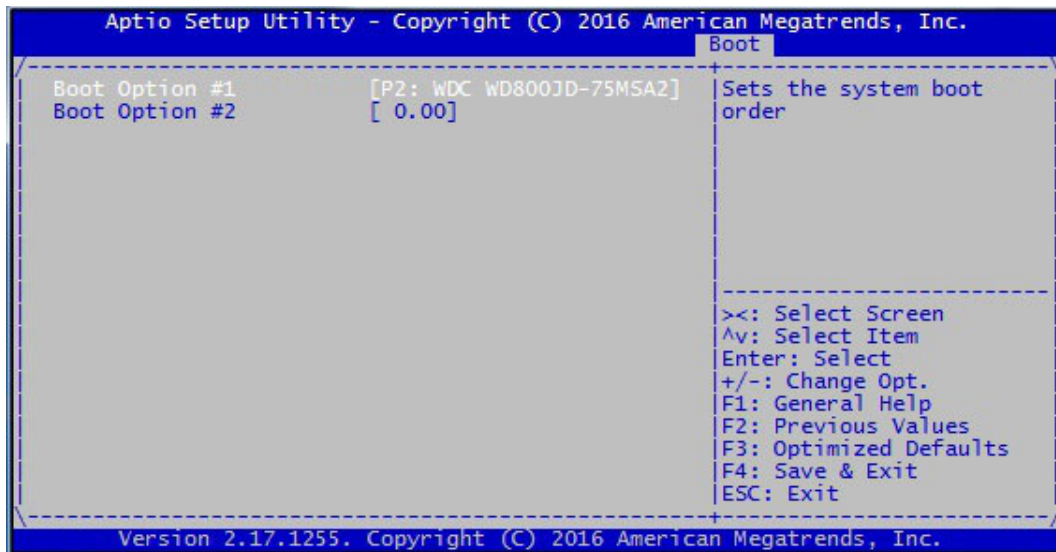 Aptio Setup Utility - Copyright (C) 2016 American Megatrends, Inc.
Boot
Boot Option #1 [P2: WDC WD800JD-75MSA2]
Boot Option #2 [ 0.00]
Sets the system boot
order
><: Select Screen
^v: Select Item
Enter: Select
+/-: Change Opt.
F1: General Help
F2: Previous Values
F3: Optimized Defaults
F4: Save & Exit
ESC: Exit
Version 2.17.1255. Copyright (C) 2016 American Megatrends, Inc.